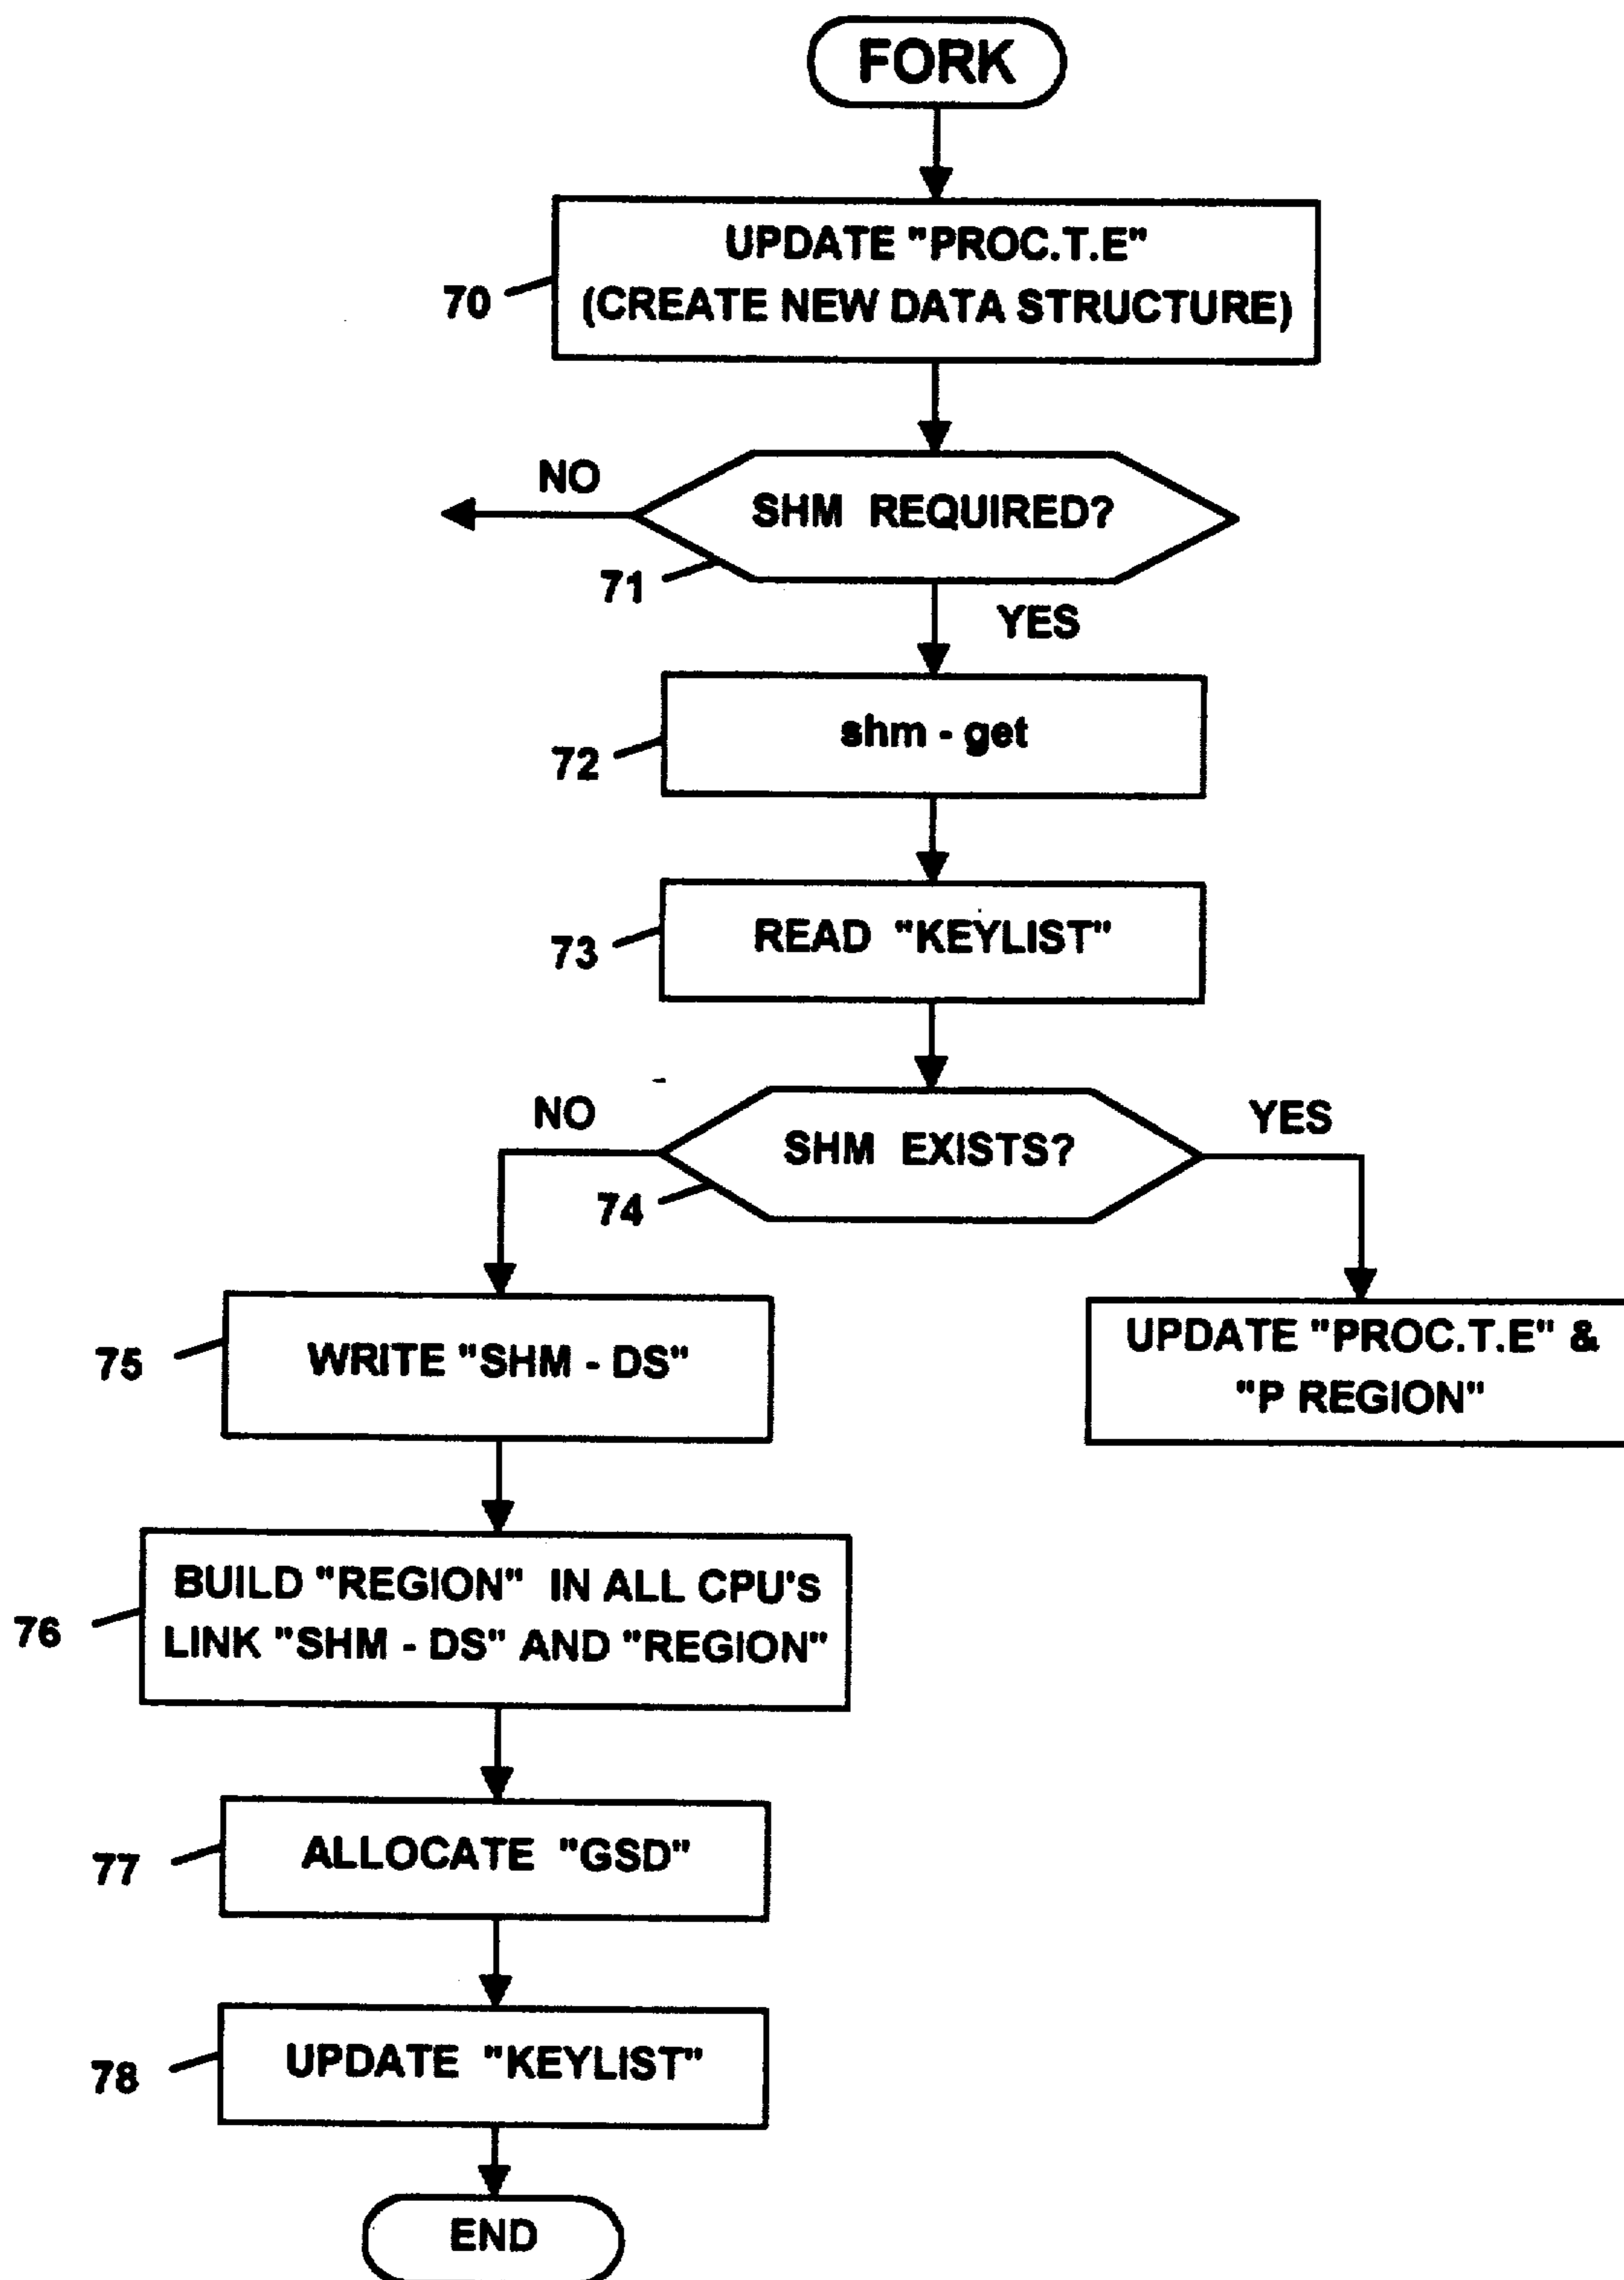 FORK
UPDATE "PROC.T.E"
(CREATE NEW DATA STRUCTURE)
70
NO
SHM REQUIRED?
71
YES
shm - get
72
READ "KEYLIST"
73
NO
SHM EXISTS?
YES
74
WRITE "SHM - DS"
75
UPDATE "PROC.T.E" &
"P REGION"
BUILD "REGION" IN ALL CPU'S
LINK "SHM - DS" AND "REGION"
76
ALLOCATE "GSD"
77
UPDATE "KEYLIST"
78
END